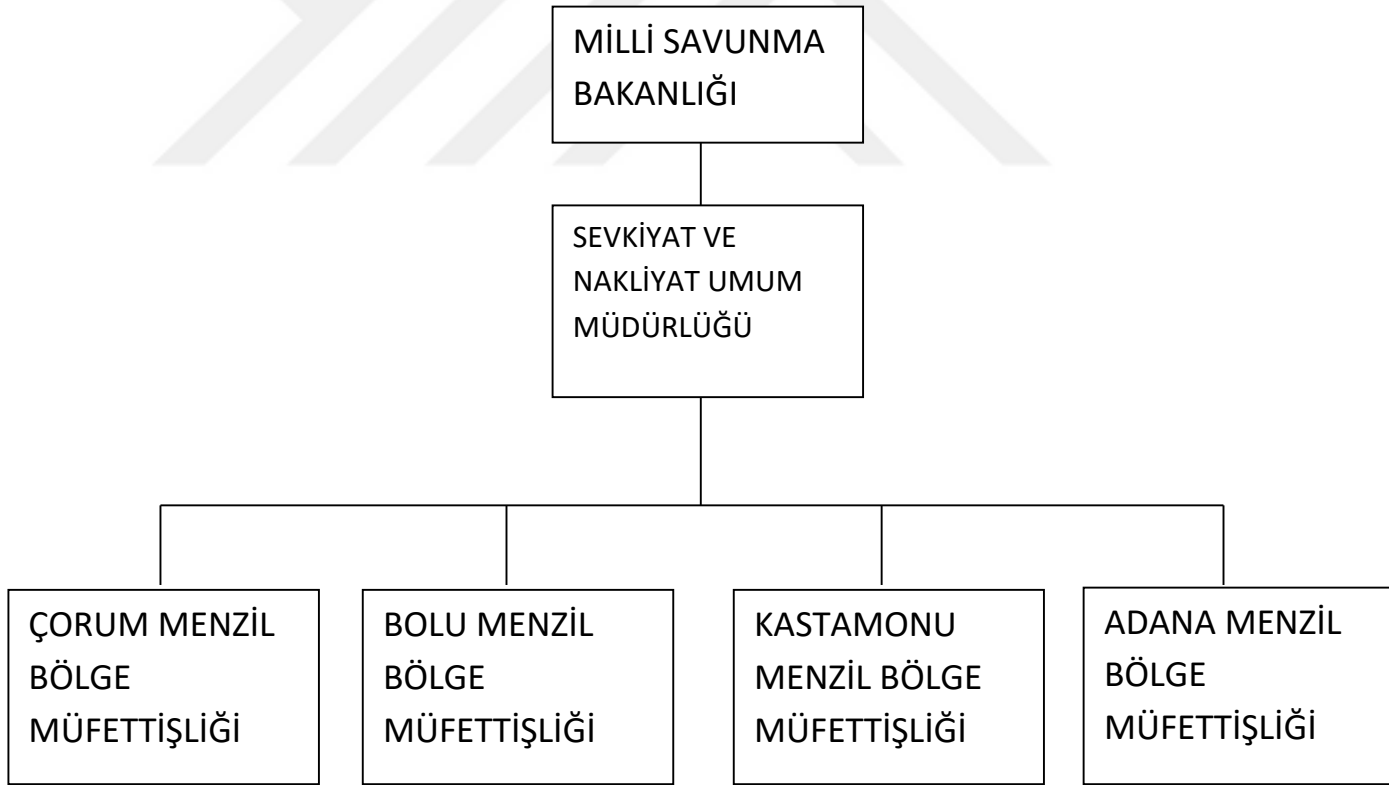 MİLLİ SAVUNMA
BAKANLIĞI
SEVKİYAT VE
NAKLİYAT UMUM
MÜDÜRLÜĞÜ
ÇORUM MENZİL
BÖLGE
MÜFETTİŞLİĞİ
BOLU MENZİL
BÖLGE
MÜFETTİŞLİĞİ
KASTAMONU
MENZİL BÖLGE
MÜFETTİŞLİĞİ
ADANA MENZİL
BÖLGE
MÜFETTİŞLİĞİ